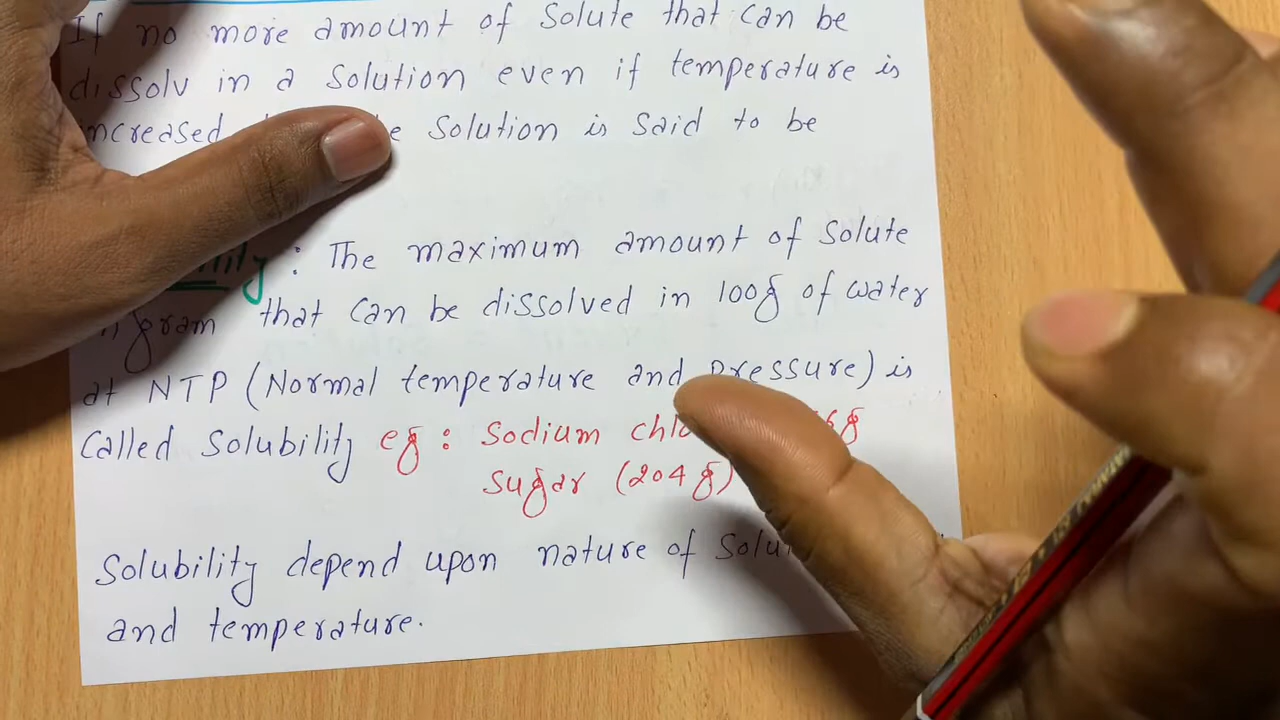 If no more amount of Solute that can be
dissolv in a Solution even if temperature is
increased Solution is Said to be
: The maximum amount of Solute
gram that can be dissolved in 100g of water
at NTP (Normal temperature and pressure) is
Called Solubility eg : Sodium
Sugar (204g)
Solubility depend upon nature of
and temperature.